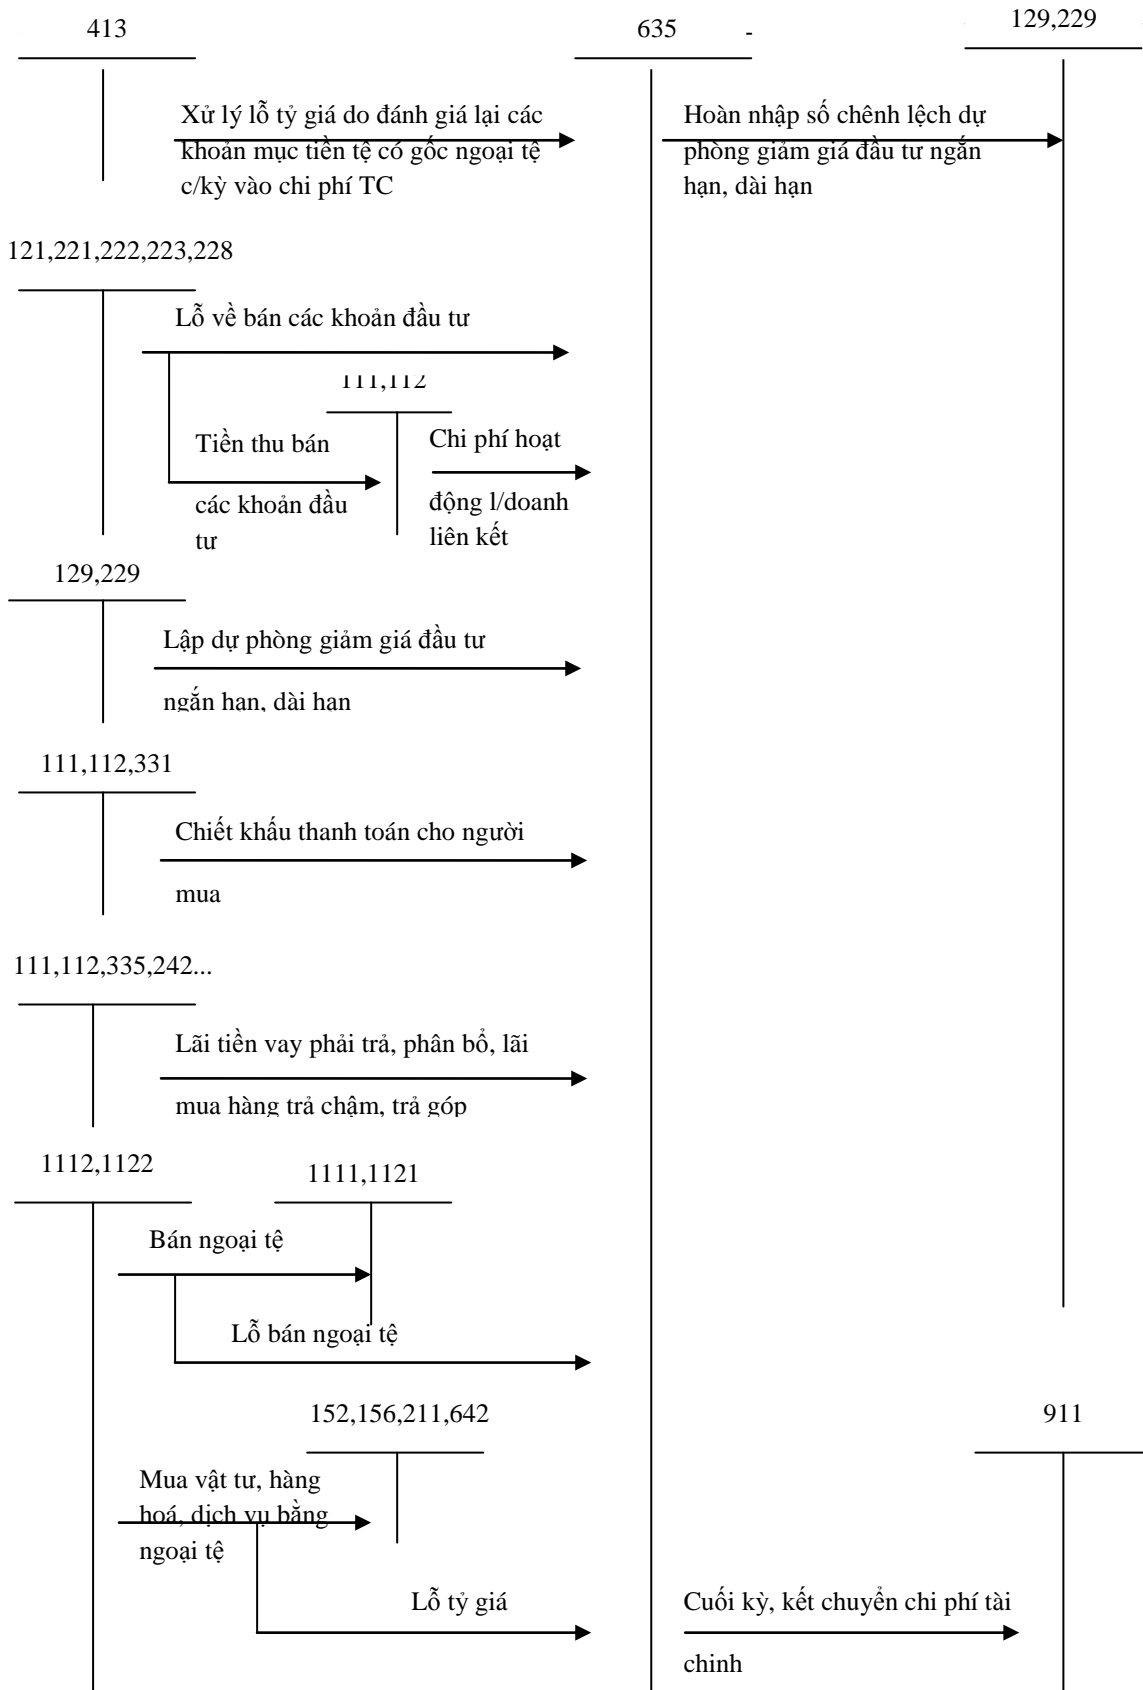 413
635
-
129,229
Xử lý lỗ tỷ giá do đánh giá lại các
khoản mục tiền tệ có gốc ngoại tệ
c/kỳ vào chi phí TC
Hoàn nhập số chênh lệch dự
phòng giảm giá đầu tư ngắn
hạn, dài hạn
121,221,222,223,228
Lỗ về bán các khoản đầu tư
111,112
Tiền thu bán
các khoản đầu
tư
Chi phí hoạt
động l/doanh
liên kết
129,229
Lập dự phòng giảm giá đầu tư
ngắn hạn, dài hạn
111,112,331
Chiết khấu thanh toán cho người
mua
111,112,335,242...
Lãi tiền vay phải trả, phân bổ, lãi
mua hàng trả chậm, trả góp
1112,1122
1111,1121
Bán ngoại tệ
Lỗ bán ngoại tệ
152,156,211,642
911
Mua vật tư, hàng
hoá, dịch vụ bằng
ngoại tệ
Lỗ tỷ giá
Cuối kỳ, kết chuyển chi phí tài
chinh